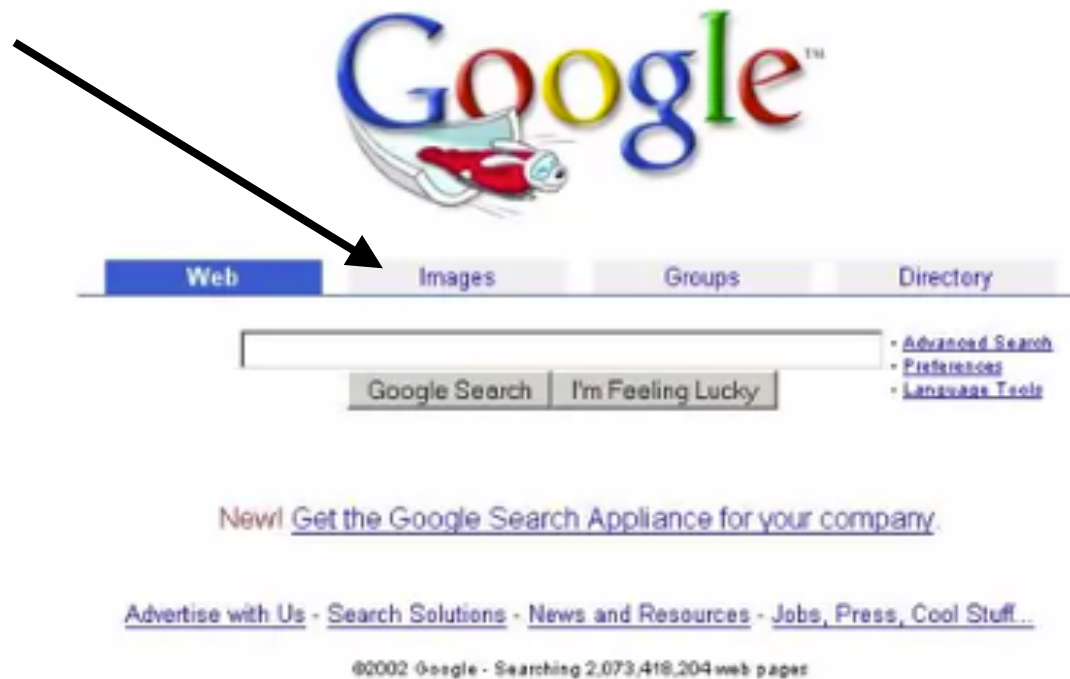 Google™
Web Images Groups Directory
- Advanced Search
- Preferences
- Language Tools
Google Search I'm Feeling Lucky
New! Get the Google Search Appliance for your company.
Advertise with Us - Search Solutions - News and Resources - Jobs, Press, Cool Stuff...
©2002 Google - Searching 2,073,418,204 web pages